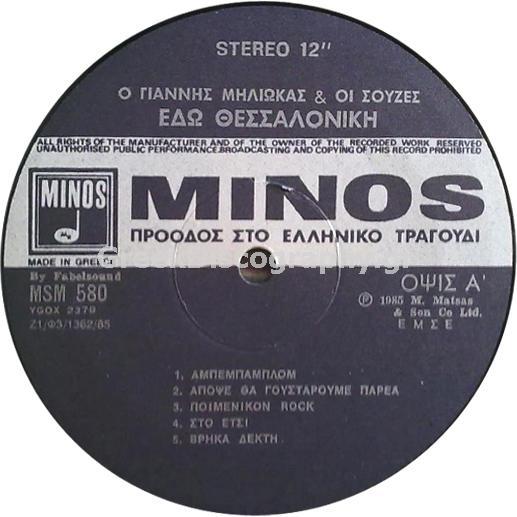 STEREO 12"
Ο ΓΙΑΝΝΗΣ ΜΗΛΙΩΚΑΣ & ΟΙ ΣΟΥΖΕΣ
ΕΔΩ ΘΕΣΣΑΛΟΝΙΚΗ
ALL RIGHTS OF THE MANUFACTURER AND OF THE OWNER OF THE RECORDED WORK RESERVED
UNAUTHORISED PUBLIC PERFORMANCE.BROADCASTING AND COPYING OF THIS RECORD PROHIBITED
MINOS
MINOS
ΠΡΟΟΔΟΣ ΣΤΟ ΕΛΛΗΝΙΚΟ ΤΡΑΓΟΥΔΙ
MADE IN GREECE
By Fabelsound
MSM 580
YGOX 2379
Ζ1/Φ3/1362/85
ΟΨΙΣ Α'
℗ 1985 M. Matsas
& Son Co Ltd.
ΕΜΣΕ
1. ΑΜΠΕΜΠΑΜΠΛΟΜ
2. ΑΠΟΨΕ ΘΑ ΓΟΥΣΤΑΡΟΥΜΕ ΠΑΡΕΑ
3. ΠΟΙΜΕΝΙΚΟΝ ROCK
4. ΣΤΟ ΕΤΣΙ
5. ΒΡΗΚΑ ΔΕΚΤΗ